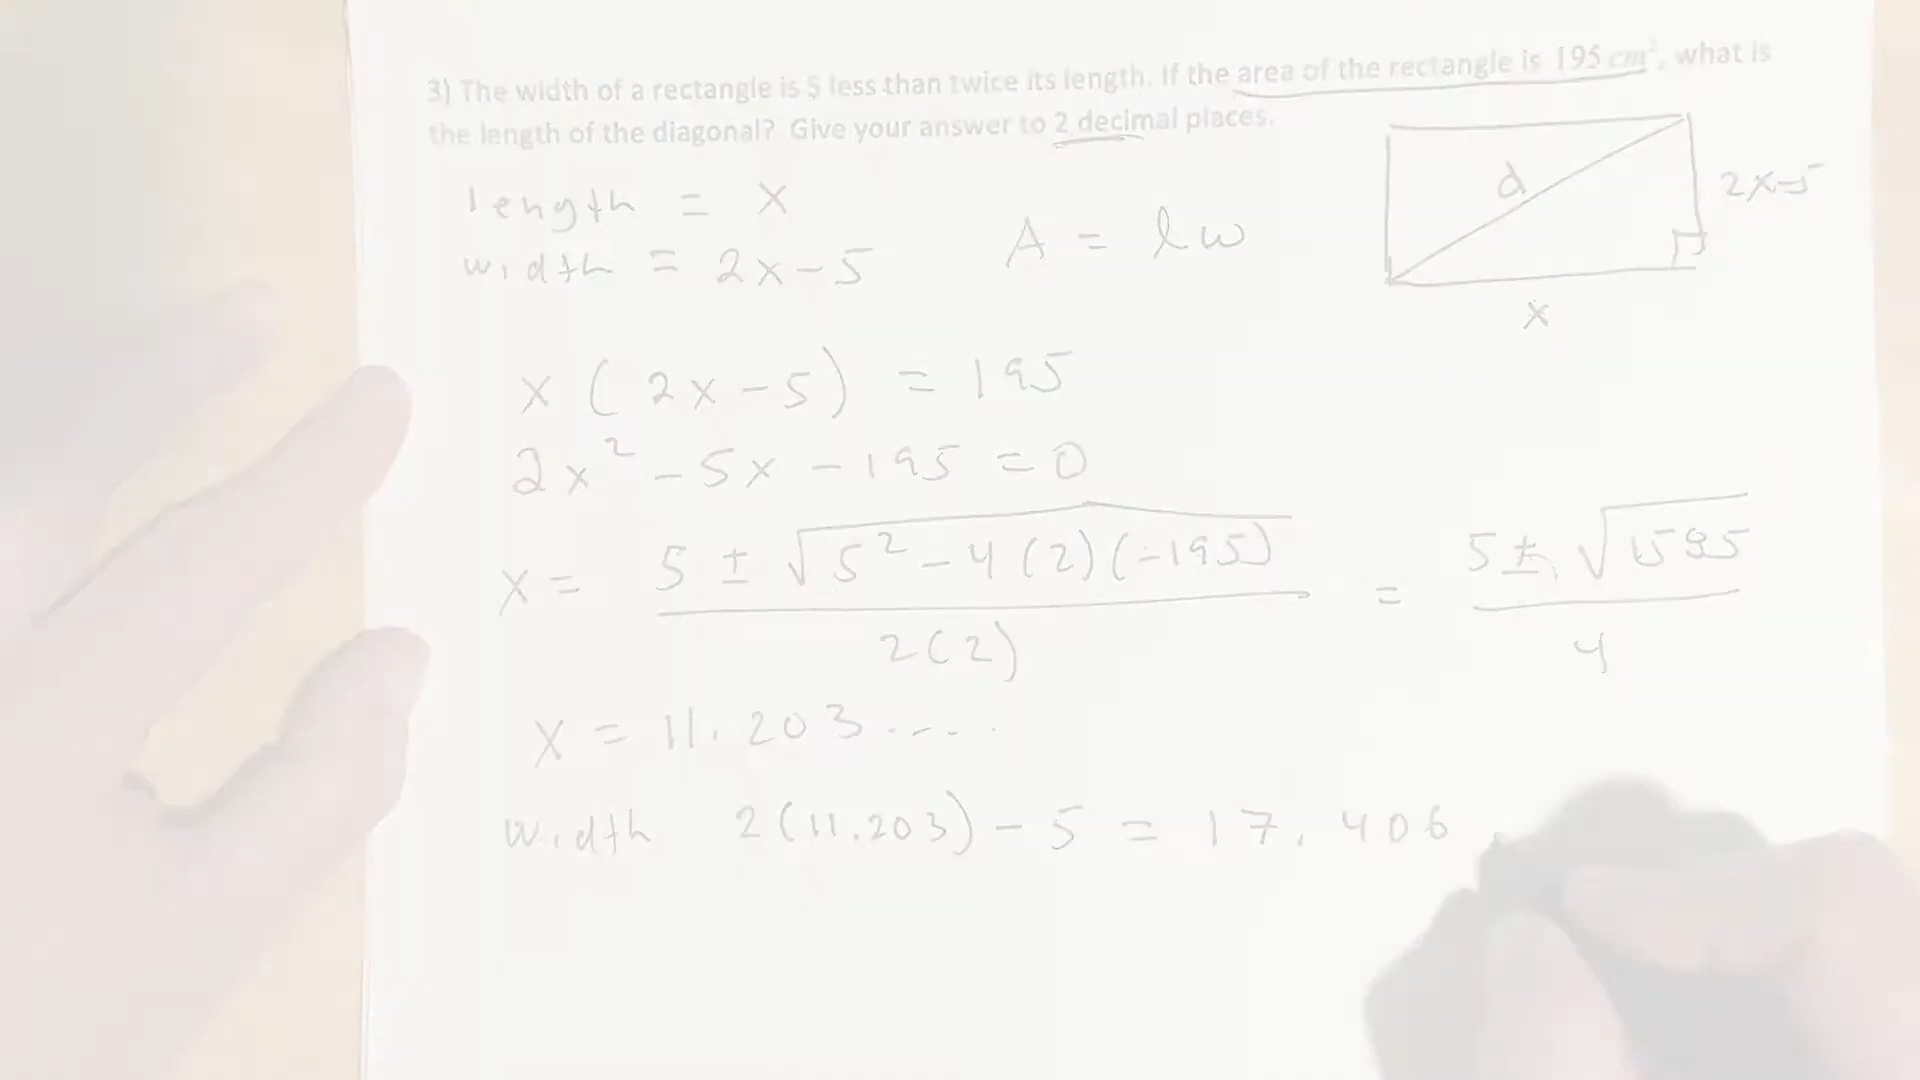 3) The width of a rectangle is 5 less than twice its length. If the area of the rectangle is 195 cm², what is
the length of the diagonal? Give your answer to 2 decimal places.
length = x
width = 2x-5
A = lw
d
2x-5
x
x(2x-5) = 195
2x² - 5x - 195 = 0
x = 5 ± √5² - 4(2)(-195) / 2(2) = 5 ± √1585 / 4
x = 11.203....
width 2(11.203) - 5 = 17.406